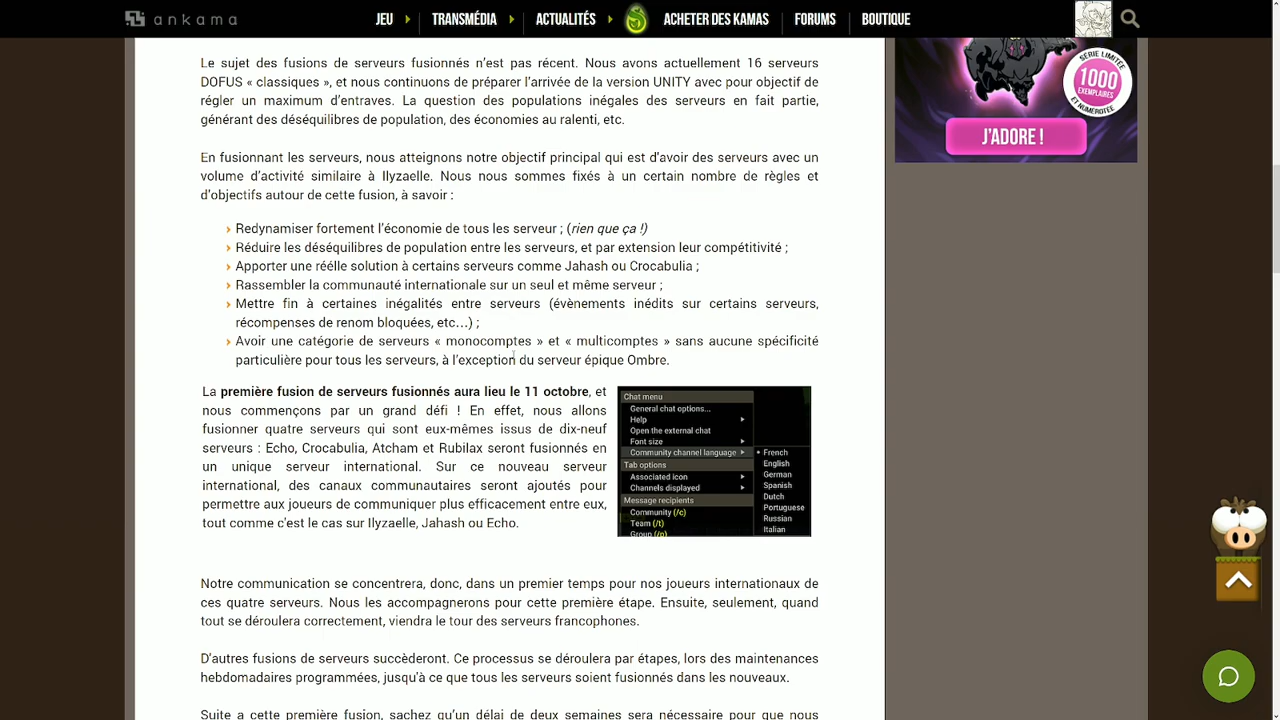 ankama
JEU
TRANSMÉDIA
ACTUALITÉS
ACHETER DES KAMAS
FORUMS
BOUTIQUE
Le sujet des fusions de serveurs fusionnés n'est pas récent. Nous avons actuellement 16 serveurs
DOFUS « classiques », et nous continuons de préparer l'arrivée de la version UNITY avec pour objectif de
régler un maximum d'entraves. La question des populations inégales des serveurs en fait partie,
générant des déséquilibres de population, des économies au ralenti, etc.
En fusionnant les serveurs, nous atteignons notre objectif principal qui est d'avoir des serveurs avec un
volume d'activité similaire à Ilyzaelle. Nous nous sommes fixés à un certain nombre de règles et
d'objectifs autour de cette fusion, à savoir :
Redynamiser fortement l'économie de tous les serveur ; (rien que ça !)
Réduire les déséquilibres de population entre les serveurs, et par extension leur compétitivité ;
Apporter une réélle solution à certains serveurs comme Jahash ou Crocabulia ;
Rassembler la communauté internationale sur un seul et même serveur ;
Mettre fin à certaines inégalités entre serveurs (évènements inédits sur certains serveurs,
récompenses de renom bloquées, etc…) ;
Avoir une catégorie de serveurs « monocomptes » et « multicomptes » sans aucune spécificité
particulière pour tous les serveurs, à l'exception du serveur épique Ombre.
La première fusion de serveurs fusionnés aura lieu le 11 octobre, et
nous commençons par un grand défi ! En effet, nous allons
fusionner quatre serveurs qui sont eux-mêmes issus de dix-neuf
serveurs : Echo, Crocabulia, Atcham et Rubilax seront fusionnés en
un unique serveur international. Sur ce nouveau serveur
international, des canaux communautaires seront ajoutés pour
permettre aux joueurs de communiquer plus efficacement entre eux,
tout comme c'est le cas sur Ilyzaelle, Jahash ou Echo.
Chat menu
General chat options...
Help
Open the external chat
Font size
Community channel language
Tab options
Associated icon
Channels displayed
Message recipients
Community (/c)
Team (/t)
Group (/p)
French
English
German
Spanish
Dutch
Portuguese
Russian
Italian
Notre communication se concentrera, donc, dans un premier temps pour nos joueurs internationaux de
ces quatre serveurs. Nous les accompagnerons pour cette première étape. Ensuite, seulement, quand
tout se déroulera correctement, viendra le tour des serveurs francophones.
D'autres fusions de serveurs succèderont. Ce processus se déroulera par étapes, lors des maintenances
hebdomadaires programmées, jusqu'à ce que tous les serveurs soient fusionnés dans les nouveaux.
Suite a cette première fusion, sachez qu'un délai de deux semaines sera nécessaire pour que nous
SÉRIE LIMITÉE
1000
EXEMPLAIRES
ET NUMÉROTÉE
J'ADORE !